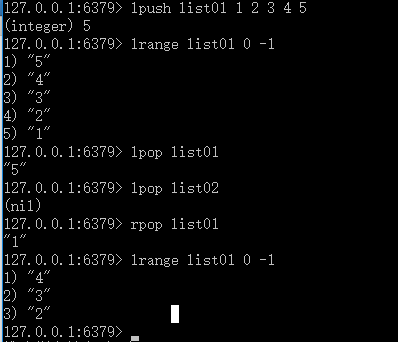 127.0.0.1:6379> lpush list01 1 2 3 4 5
(integer) 5
127.0.0.1:6379> lrange list01 0 -1
1) "5"
2) "4"
3) "3"
4) "2"
5) "1"
127.0.0.1:6379> lpop list01
"5"
127.0.0.1:6379> lpop list02
(nil)
127.0.0.1:6379> rpop list01
"1"
127.0.0.1:6379> lrange list01 0 -1
1) "4"
2) "3"
3) "2"
127.0.0.1:6379>